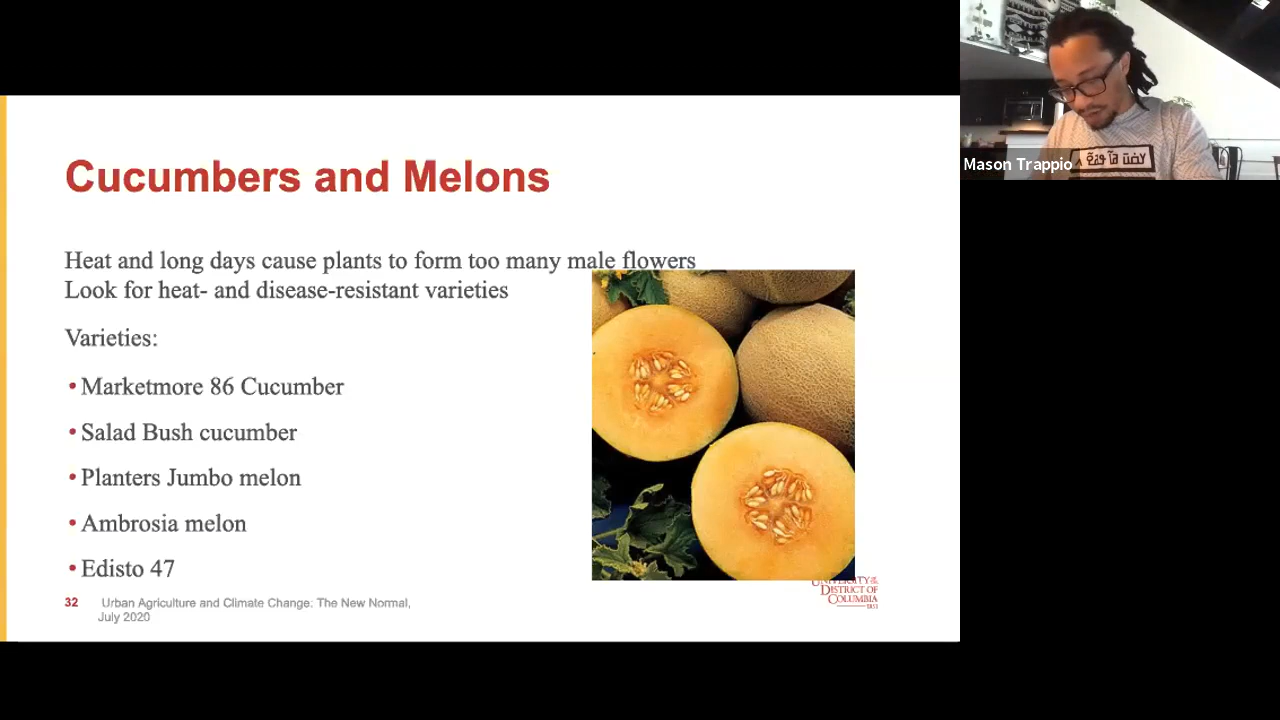 Cucumbers and Melons
Heat and long days cause plants to form too many male flowers
Look for heat- and disease-resistant varieties
Varieties:
• Marketmore 86 Cucumber
• Salad Bush cucumber
• Planters Jumbo melon
• Ambrosia melon
• Edisto 47
32 Urban Agriculture and Climate Change: The New Normal,
July 2020
UNIVERSITY OF THE
DISTRICT OF
COLUMBIA
1851
Mason Trappio